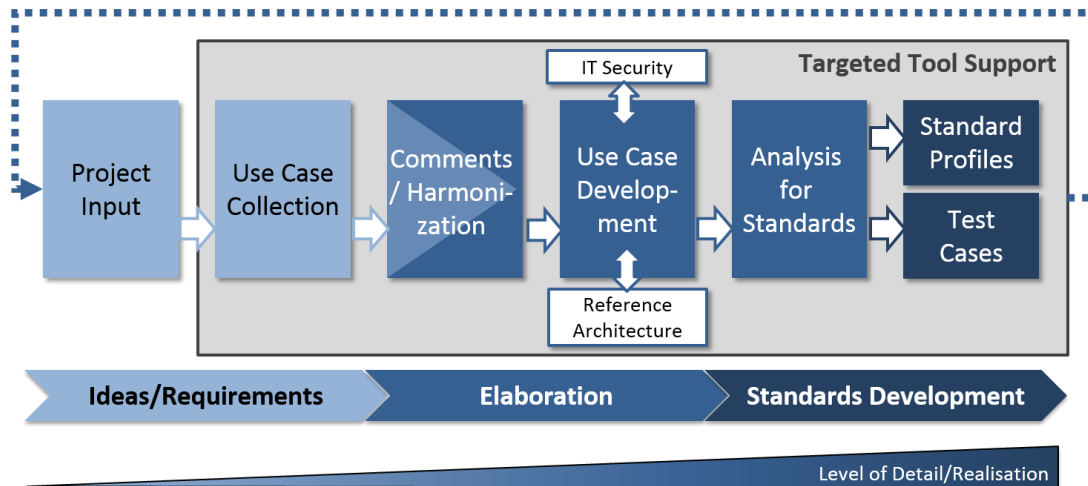 Targeted Tool Support
IT Security
Project
Input
Use Case
Collection
Comments
/ Harmoni-
zation
Use Case
Develop-
ment
Analysis
for
Standards
Standard
Profiles
Test
Cases
Reference
Architecture
Ideas/Requirements
Elaboration
Standards Development
Level of Detail/Realisation